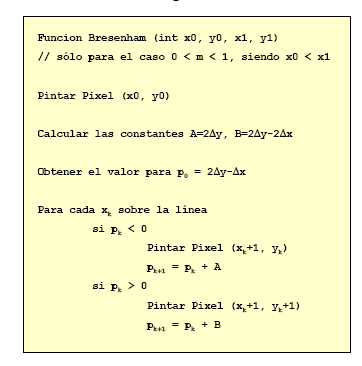 Funcion Bresenham (int x0, y0, x1, y1)
// sólo para el caso 0 < m < 1, siendo x0 < x1
Pintar Pixel (x0, y0)
Calcular las constantes A=2Δy, B=2Δy-2Δx
Obtener el valor para p₀ = 2Δy-Δx
Para cada xₖ sobre la línea
si pₖ < 0
Pintar Pixel (xₖ+1, yₖ)
pₖ₊₁ = pₖ + A
si pₖ > 0
Pintar Pixel (xₖ+1, yₖ+1)
pₖ₊₁ = pₖ + B